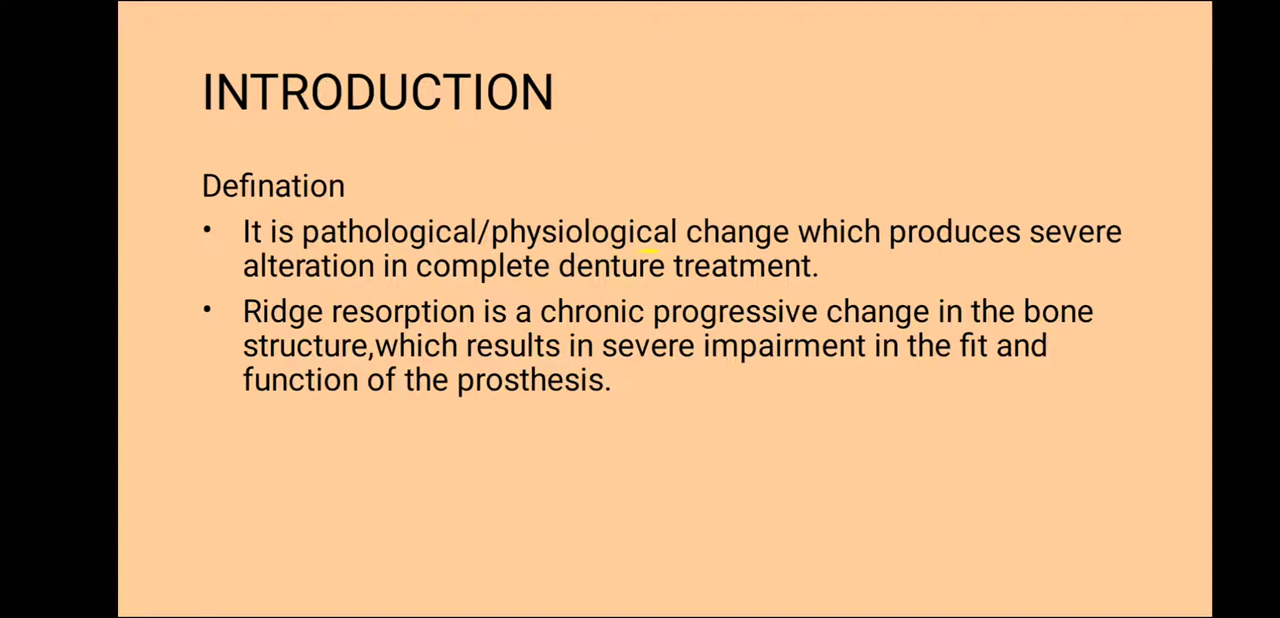 INTRODUCTION
Defination
• It is pathological/physiological change which produces severe
alteration in complete denture treatment.
• Ridge resorption is a chronic progressive change in the bone
structure,which results in severe impairment in the fit and
function of the prosthesis.